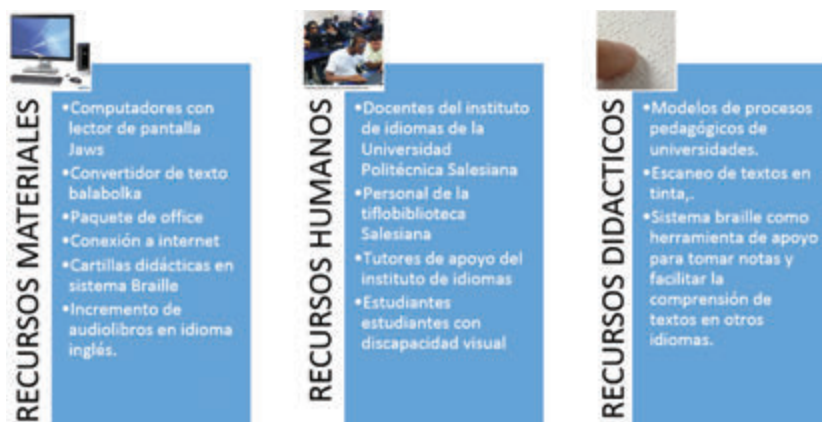 RECURSOS MATERIALES
•Computadores con
lector de pantalla
Jaws
•Convertidor de texto
balabolka
•Paquete de office
•Conexión a internet
•Cartillas didácticas en
sistema Braille
•Incremento de
audiolibros en idioma
inglés.
RECURSOS HUMANOS
•Docentes del instituto
de idiomas de la
Universidad
Politécnica Salesiana
•Personal de la
tiflobiblioteca
Salesiana
•Tutores de apoyo del
instituto de idiomas
•Estudiantes
estudiantes con
discapacidad visual
RECURSOS DIDACTICOS
•Modelos de procesos
pedagógicos de
universidades.
•Escaneo de textos en
tinta,.
•Sistema braille como
herramienta de apoyo
para tomar notas y
facilitar la
comprensión de
textos en otros
idiomas.